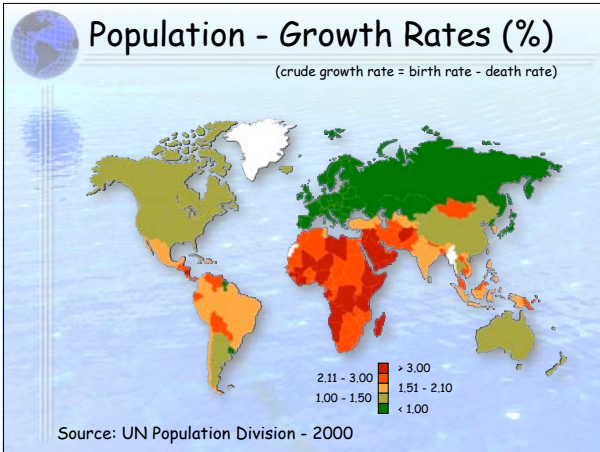 Population - Growth Rates (%)
(crude growth rate = birth rate - death rate)
> 3.00
2.11 - 3.00
1.51 - 2.10
1.00 - 1.50
< 1.00
Source: UN Population Division - 2000